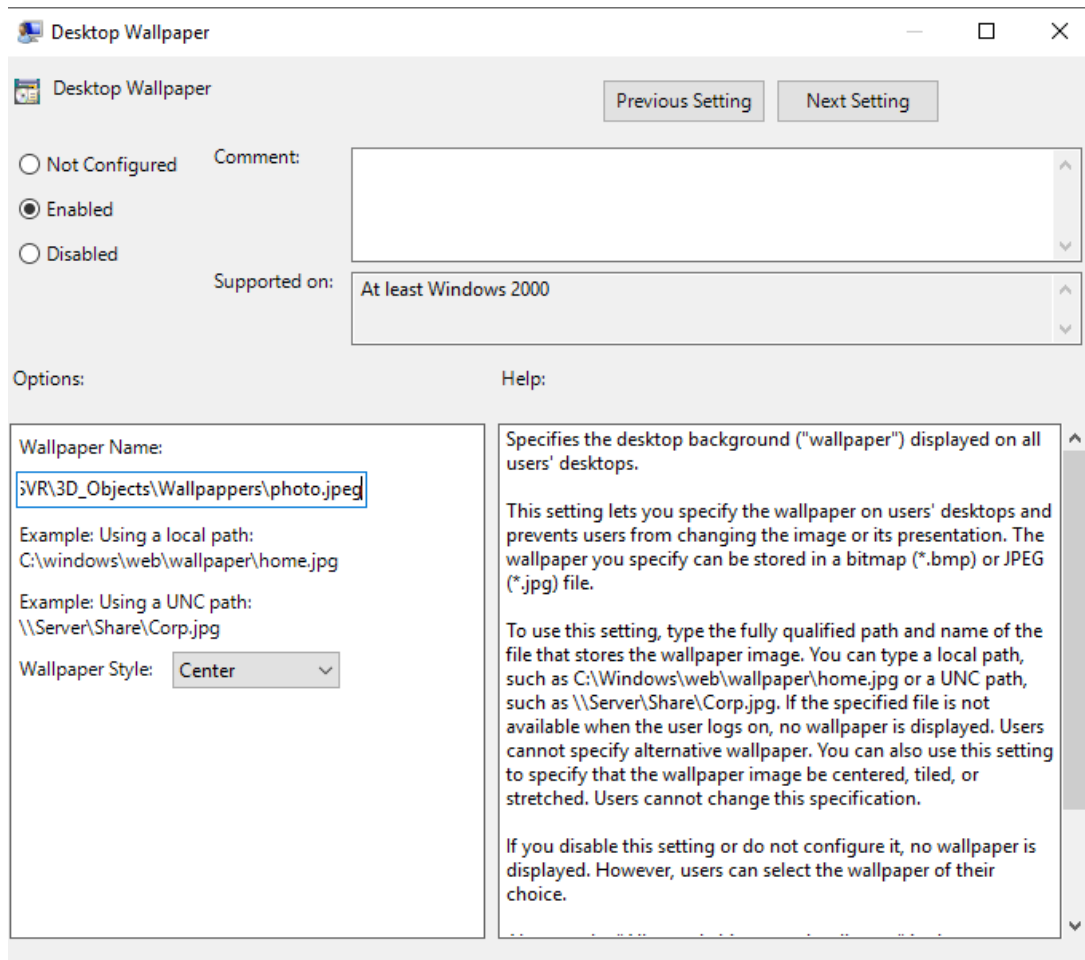 Desktop Wallpaper
Desktop Wallpaper
Previous Setting
Next Setting
Not Configured
Enabled
Disabled
Comment:
Supported on:
At least Windows 2000
Options:
Help:
Wallpaper Name:
SVR\3D_Objects\Wallpappers\photo.jpeg
Example: Using a local path:
C:\windows\web\wallpaper\home.jpg
Example: Using a UNC path:
\\Server\Share\Corp.jpg
Wallpaper Style:
Center
Specifies the desktop background ("wallpaper") displayed on all
users' desktops.
This setting lets you specify the wallpaper on users' desktops and
prevents users from changing the image or its presentation. The
wallpaper you specify can be stored in a bitmap (*.bmp) or JPEG
(*.jpg) file.
To use this setting, type the fully qualified path and name of the
file that stores the wallpaper image. You can type a local path,
such as C:\Windows\web\wallpaper\home.jpg or a UNC path,
such as \\Server\Share\Corp.jpg. If the specified file is not
available when the user logs on, no wallpaper is displayed. Users
cannot specify alternative wallpaper. You can also use this setting
to specify that the wallpaper image be centered, tiled, or
stretched. Users cannot change this specification.
If you disable this setting or do not configure it, no wallpaper is
displayed. However, users can select the wallpaper of their
choice.